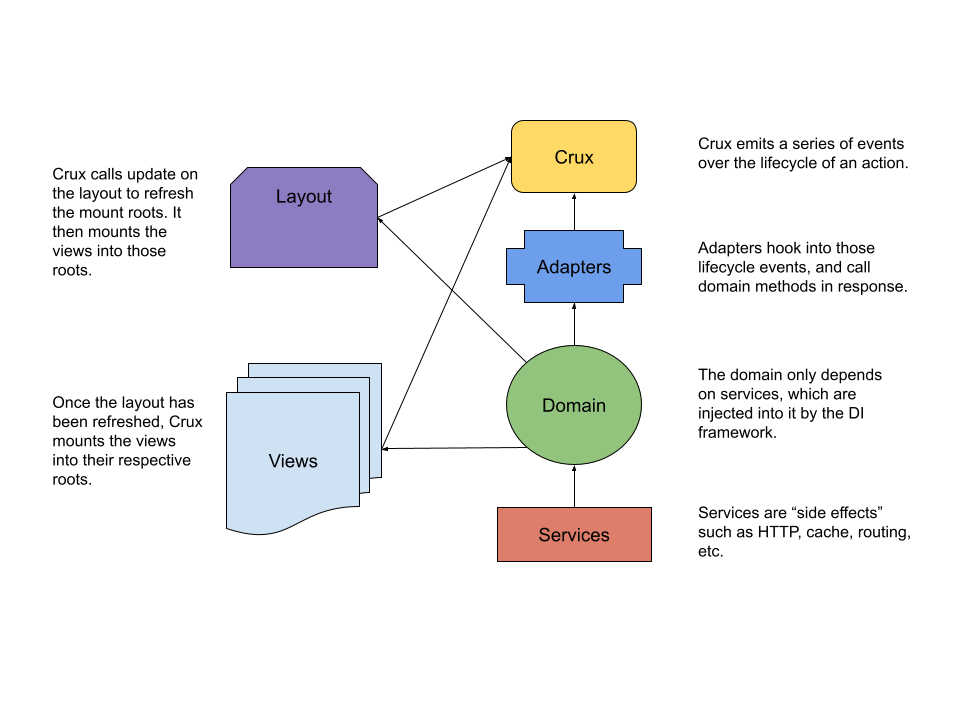 Crux
Crux emits a series of events
over the lifecycle of an action.
Crux calls update on
the layout to refresh
the mount roots. It
then mounts the
views into those
roots.
Layout
Adapters
Adapters hook into those
lifecycle events, and call
domain methods in response.
Once the layout has
been refreshed, Crux
mounts the views
into their respective
roots.
Views
Domain
The domain only depends
on services, which are
injected into it by the DI
framework.
Services
Services are “side effects”
such as HTTP, cache, routing,
etc.